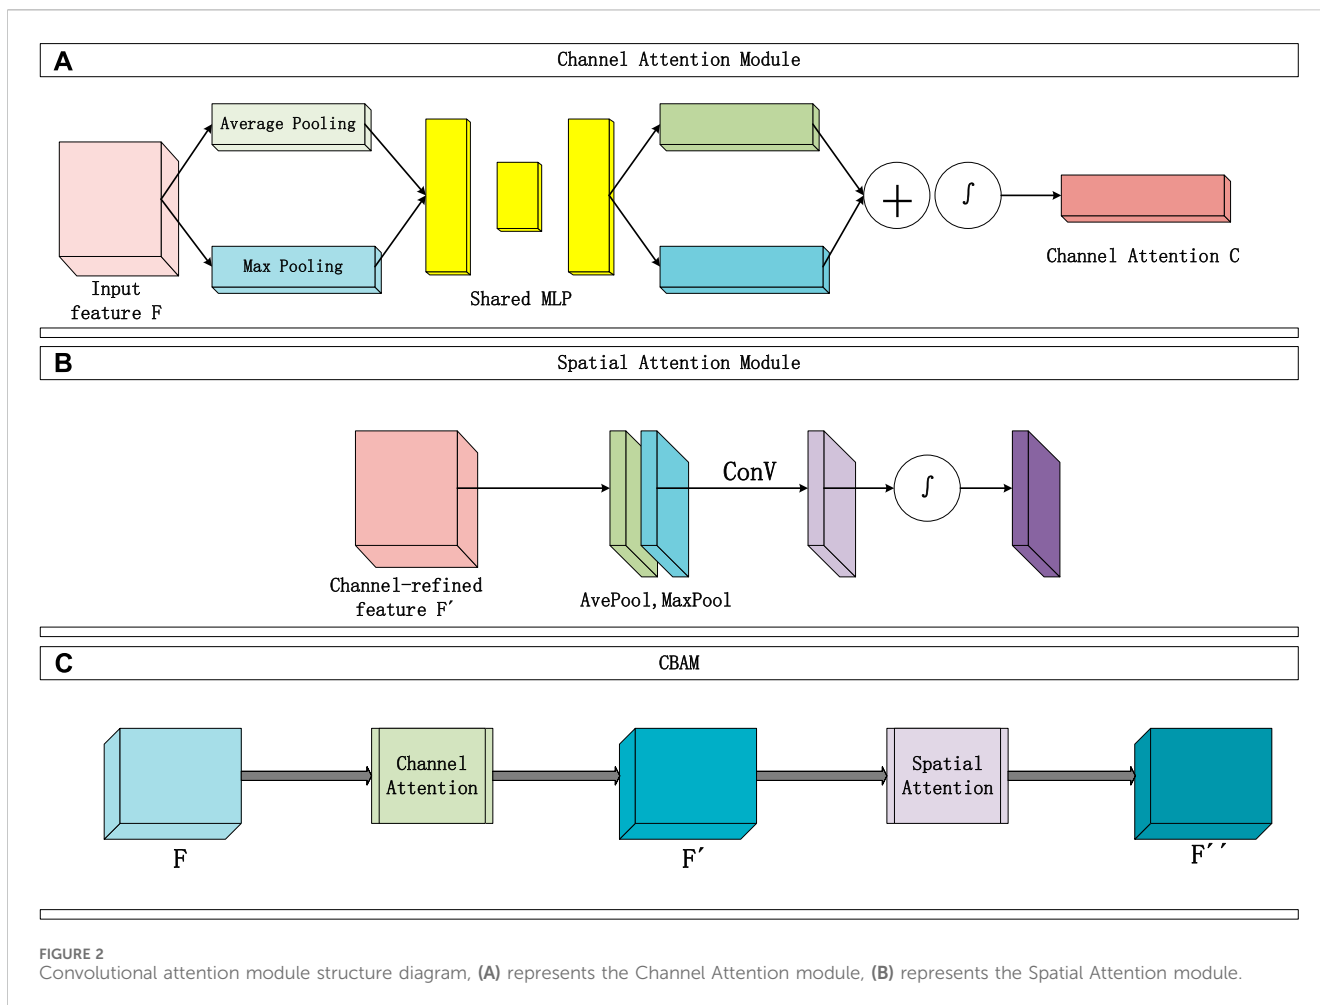 A
Channel Attention Module
Average Pooling
Max Pooling
Input
feature F
Shared MLP
+
∫
Channel Attention C
B
Spatial Attention Module
ConV
∫
Channel-refined
feature F′
AvePool,MaxPool
C
CBAM
Channel
Attention
Spatial
Attention
F
F′
F′′
FIGURE 2
Convolutional attention module structure diagram, (A) represents the Channel Attention module, (B) represents the Spatial Attention module.